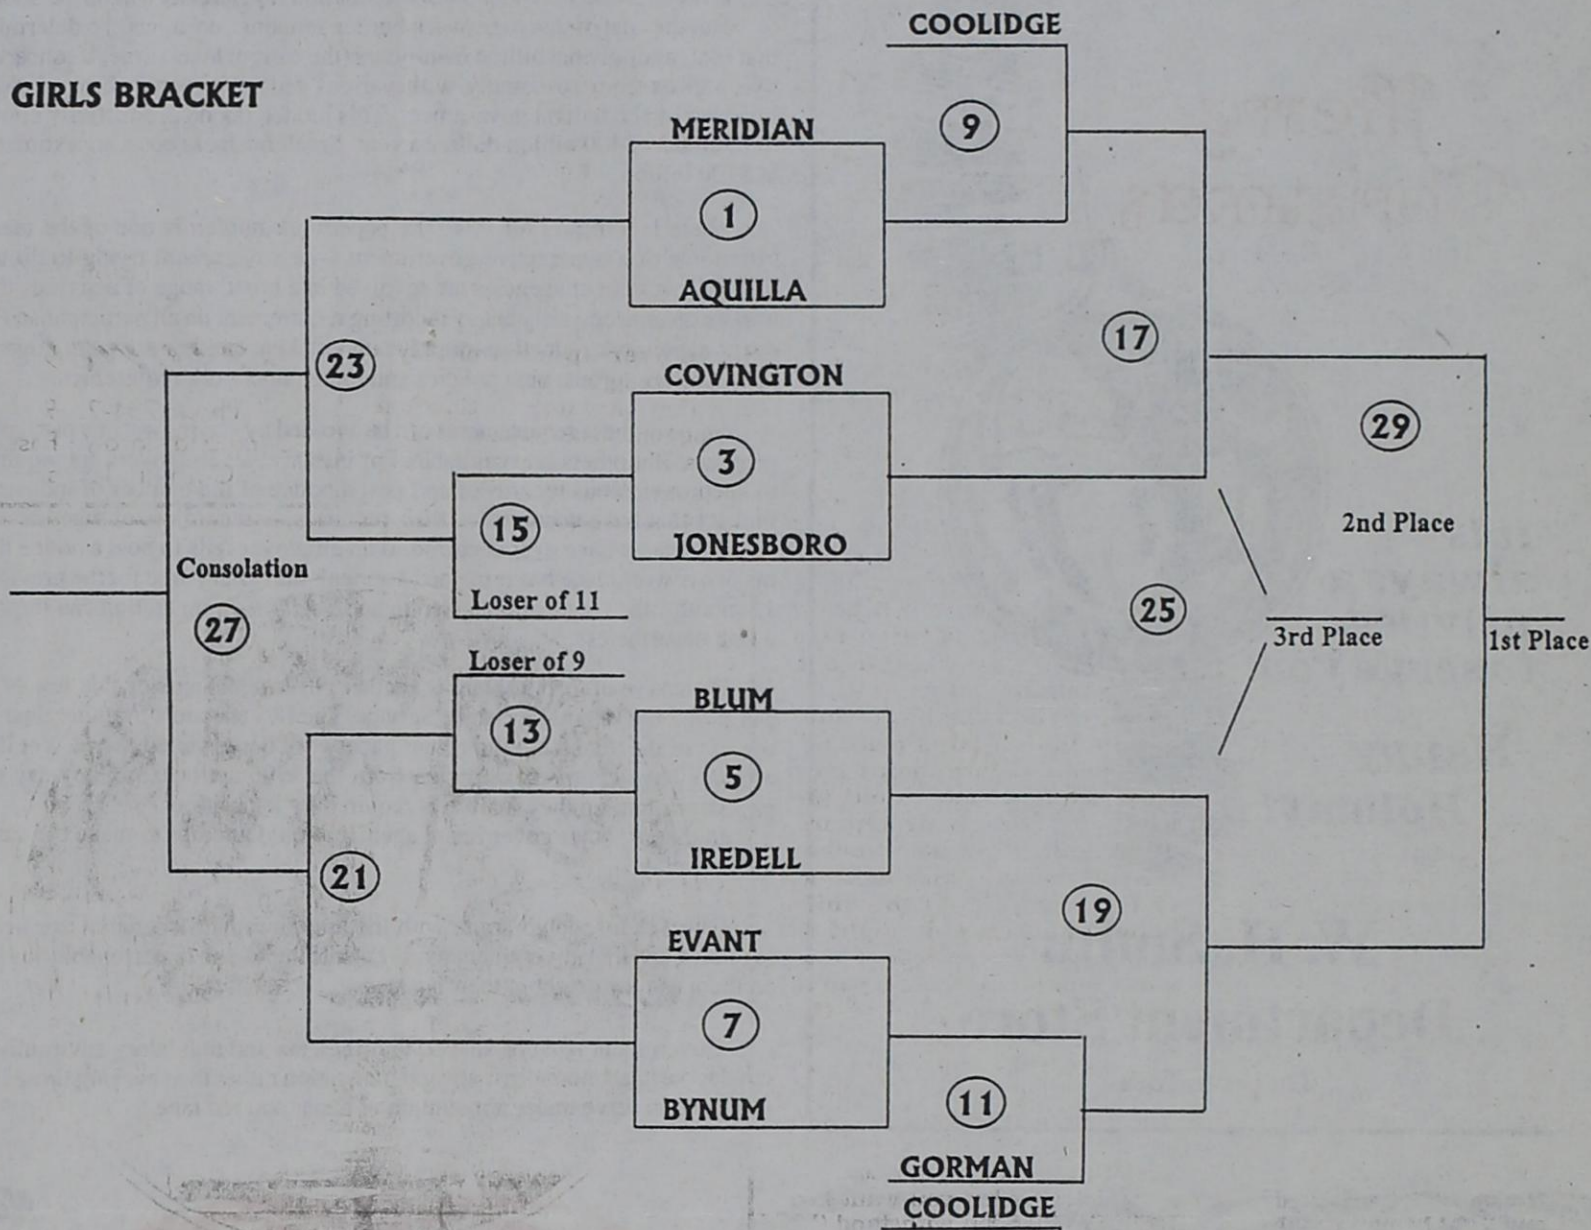 COOLIDGE
GIRLS BRACKET
9
MERIDIAN
1
AQUILLA
17
23
COVINGTON
29
3
2nd Place
15
JONESBORO
Consolation
Loser of 11
25
27
3rd Place
1st Place
Loser of 9
BLUM
13
5
IREDELL
21
19
EVANT
7
BYNUM
11
GORMAN
COOLIDGE